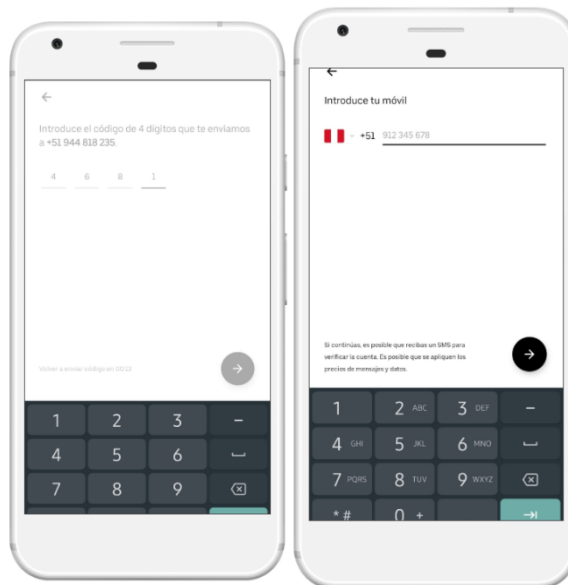 Introduce el código de 4 dígitos que te enviamos
a +51 944 818 235.
4 6 8 1
Volver a enviar código en 00:12
1 2 3 –
4 5 6
7 8 9
Introduce tu móvil
+51 912 345 678
Si continúas, es posible que recibas un SMS para
verificar la cuenta. Es posible que se apliquen los
precios de mensajes y datos.
1 2 ABC 3 DEF –
4 GHI 5 JKL 6 MNO
7 PQRS 8 TUV 9 WXYZ
* # 0 +